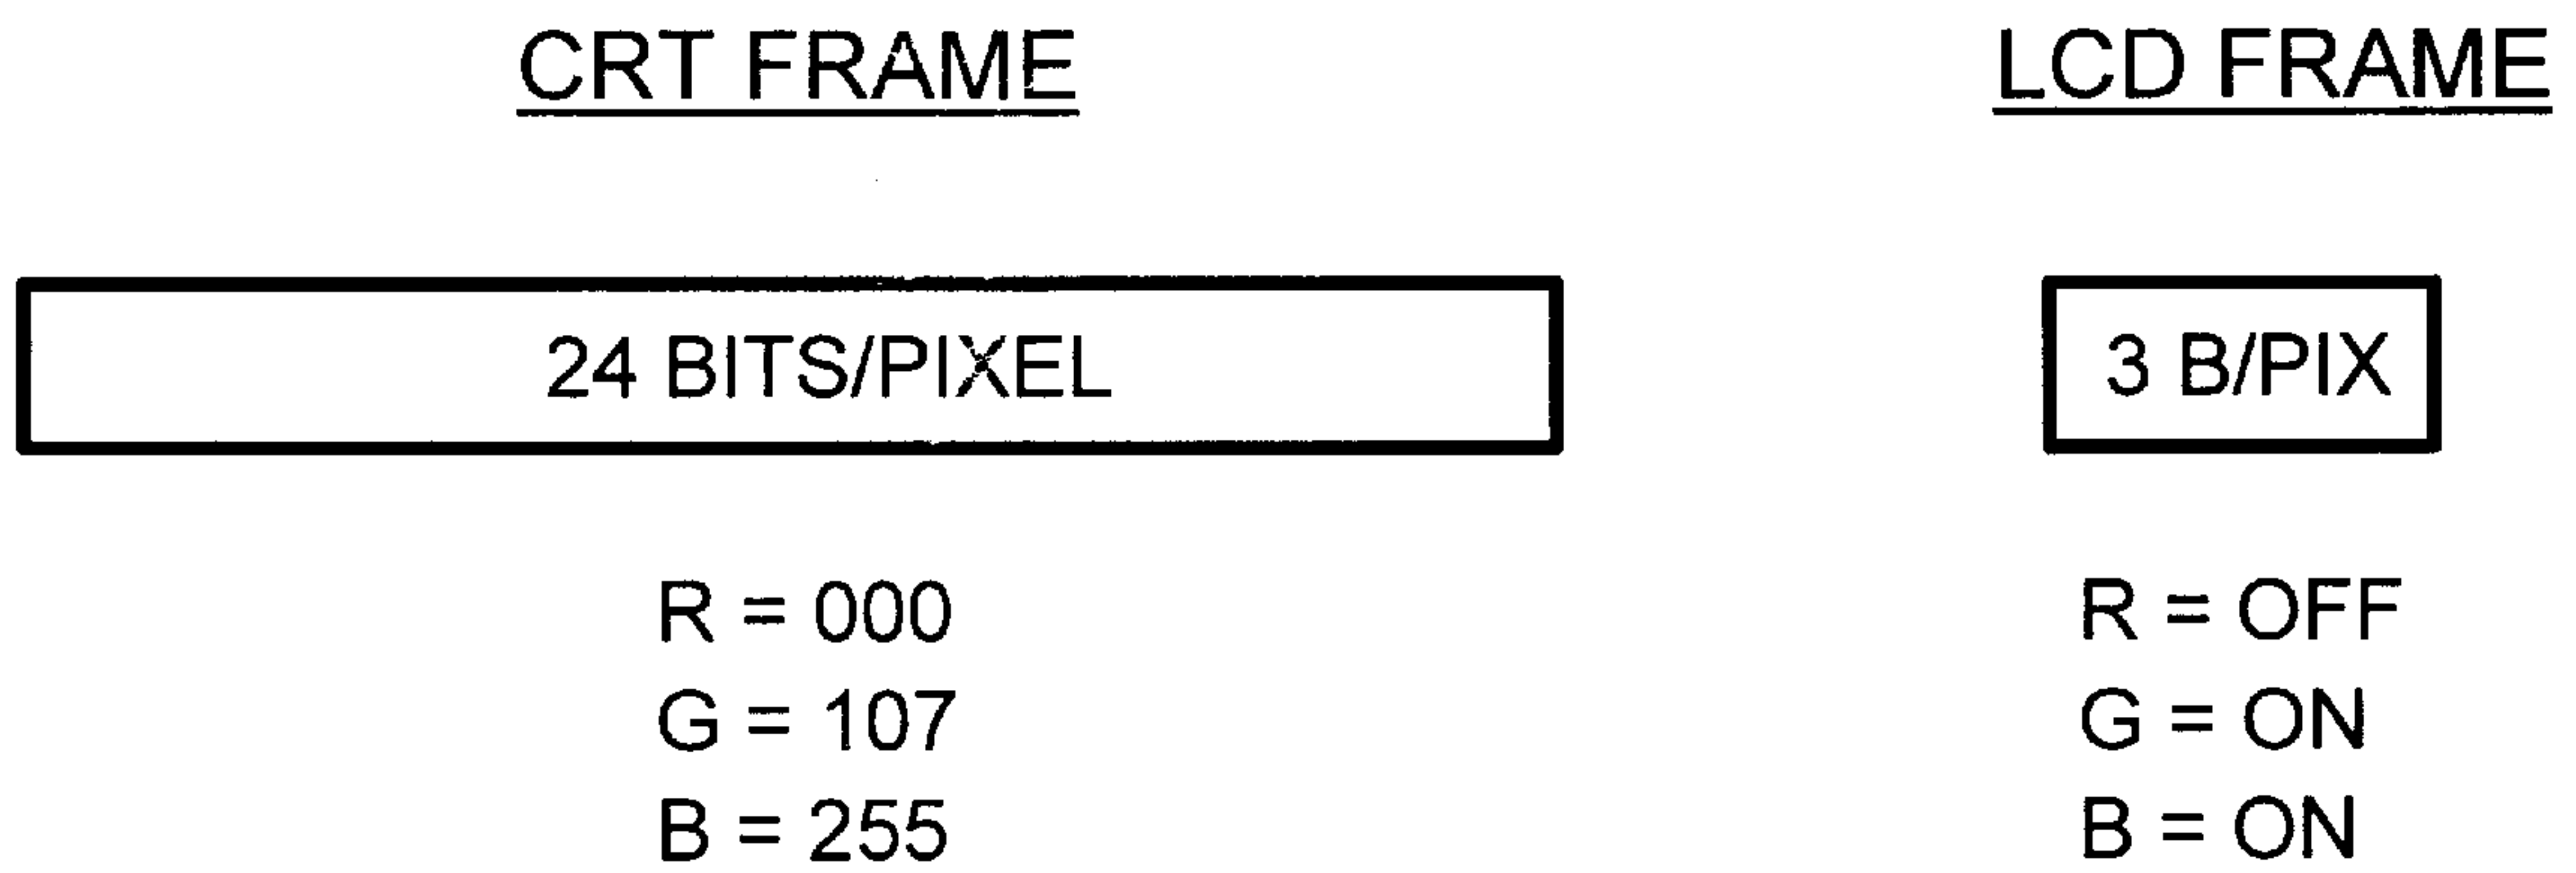 CRT FRAME
LCD FRAME
24 BITS/PIXEL
3 B/PIX
R = 000
G = 107
B = 255
R = OFF
G = ON
B = ON